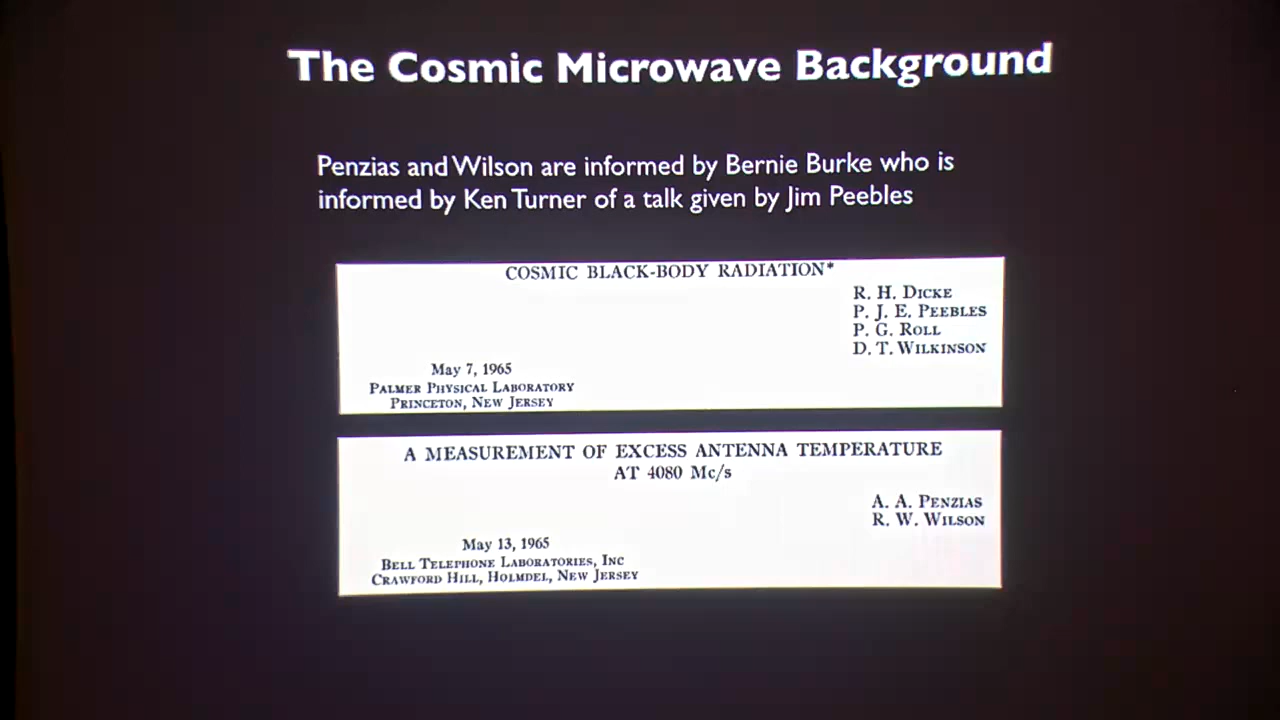 The Cosmic Microwave Background
Penzias and Wilson are informed by Bernie Burke who is
informed by Ken Turner of a talk given by Jim Peebles
COSMIC BLACK-BODY RADIATION*
R. H. DICKE
P. J. E. PEEBLES
P. G. ROLL
D. T. WILKINSON
May 7, 1965
PALMER PHYSICAL LABORATORY
PRINCETON, NEW JERSEY
A MEASUREMENT OF EXCESS ANTENNA TEMPERATURE
AT 4080 Mc/s
A. A. PENZIAS
R. W. WILSON
May 13, 1965
BELL TELEPHONE LABORATORIES, INC
CRAWFORD HILL, HOLMDEL, NEW JERSEY